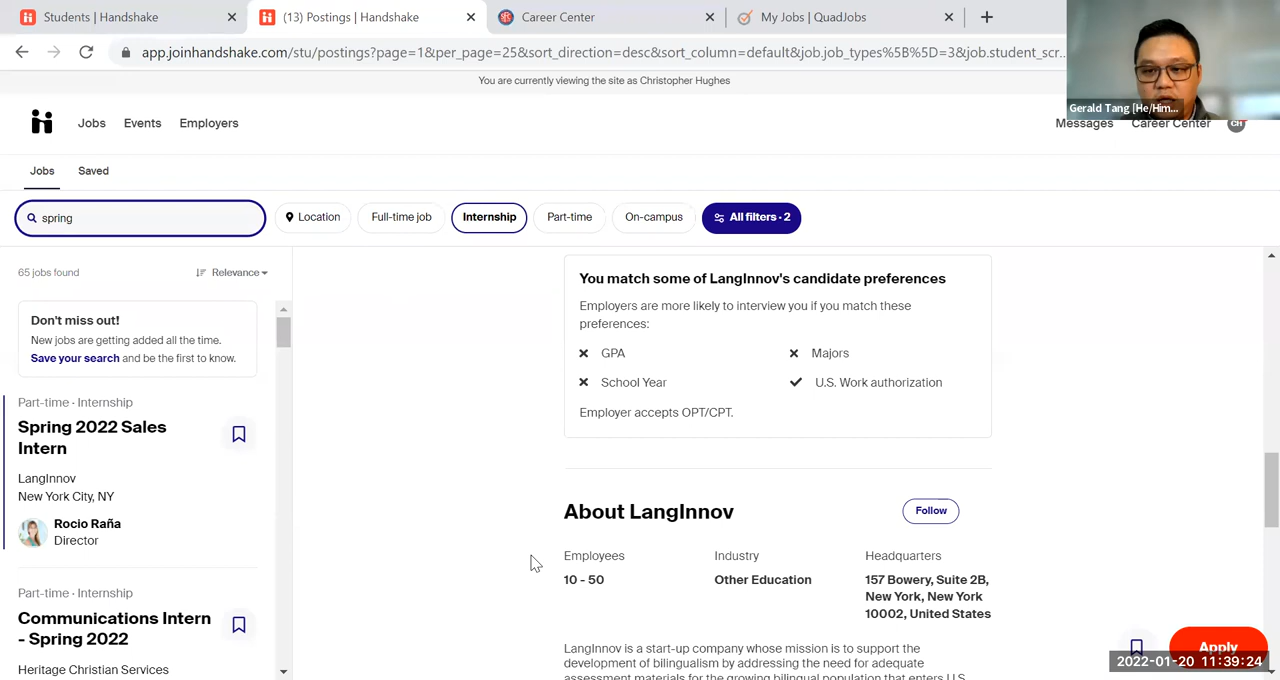 Students | Handshake
(13) Postings | Handshake
Career Center
My Jobs | QuadJobs
app.joinhandshake.com/stu/postings?page=1&per_page=25&sort_direction=desc&sort_column=default&job.job_types%5B%5D=3&job.student_scr...
You are currently viewing the site as Christopher Hughes
Gerald Tang [He/Him...
Jobs
Events
Employers
Messages
Career Center
CH
Jobs
Saved
spring
Location
Full-time job
Internship
Part-time
On-campus
All filters · 2
65 jobs found
Relevance
Don't miss out!
New jobs are getting added all the time.
Save your search and be the first to know.
Part-time · Internship
Spring 2022 Sales
Intern
LangInnov
New York City, NY
Rocio Raña
Director
Part-time · Internship
Communications Intern
- Spring 2022
Heritage Christian Services
You match some of LangInnov's candidate preferences
Employers are more likely to interview you if you match these
preferences:
GPA
Majors
School Year
U.S. Work authorization
Employer accepts OPT/CPT.
About LangInnov
Follow
Employees
10 - 50
Industry
Other Education
Headquarters
157 Bowery, Suite 2B,
New York, New York
10002, United States
LangInnov is a start-up company whose mission is to support the
development of bilingualism by addressing the need for adequate
assessment materials for the growing bilingual population that enters U.S.
Apply
2022-01-20 11:39:24